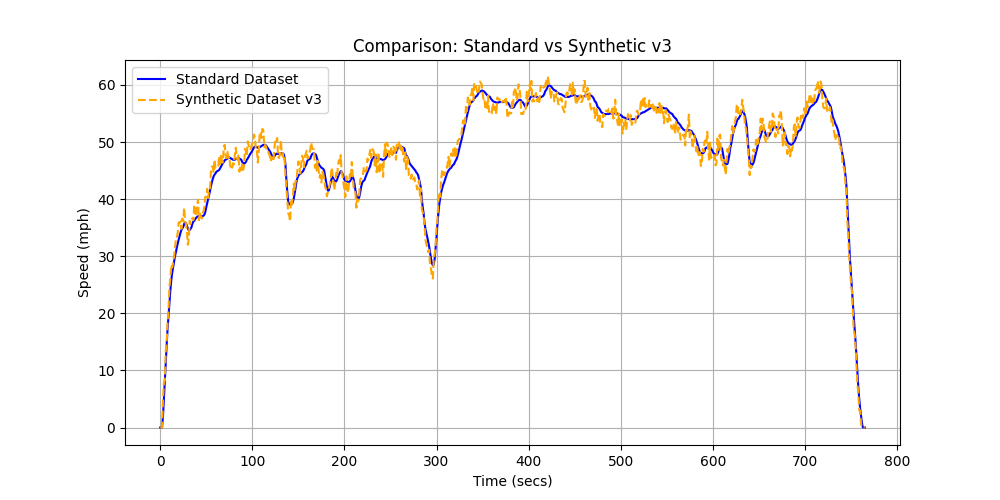 Comparison: Standard vs Synthetic v3
Standard Dataset
Synthetic Dataset v3
Speed (mph)
60
50
40
30
20
10
0
0 100 200 300 400 500 600 700 800
Time (secs)